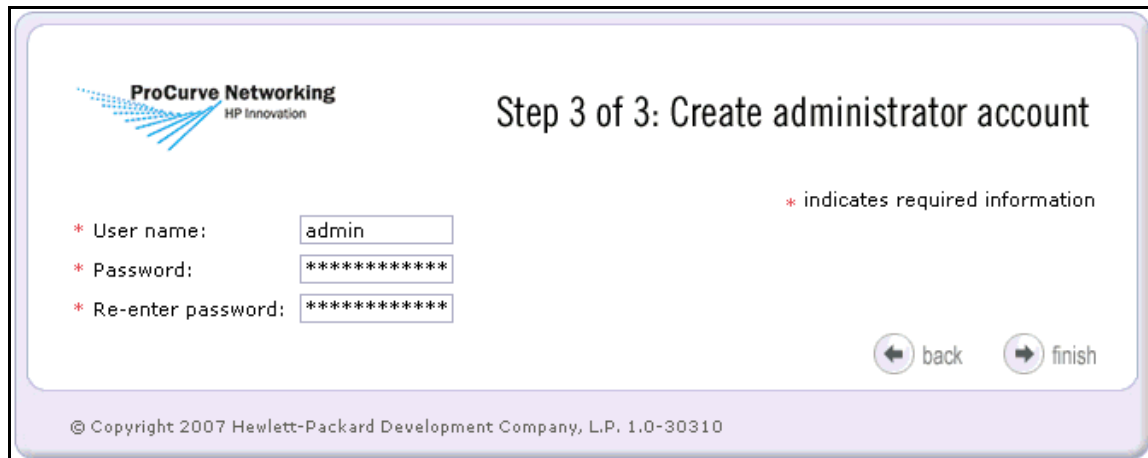 ProCurve Networking
HP Innovation
Step 3 of 3: Create administrator account
* indicates required information
* User name: admin
* Password: ************
* Re-enter password: ************
back finish
© Copyright 2007 Hewlett-Packard Development Company, L.P. 1.0-30310